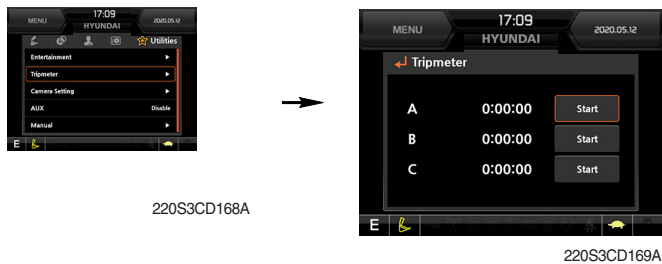 MENU
17:09
HYUNDAI
2020.05.12
Utilities
Entertainment
Tripmeter
Camera Setting
AUX Disable
Manual
E
220S3CD168A
MENU
17:09
HYUNDAI
2020.05.12
Tripmeter
A 0:00:00 Start
B 0:00:00 Start
C 0:00:00 Start
E
220S3CD169A